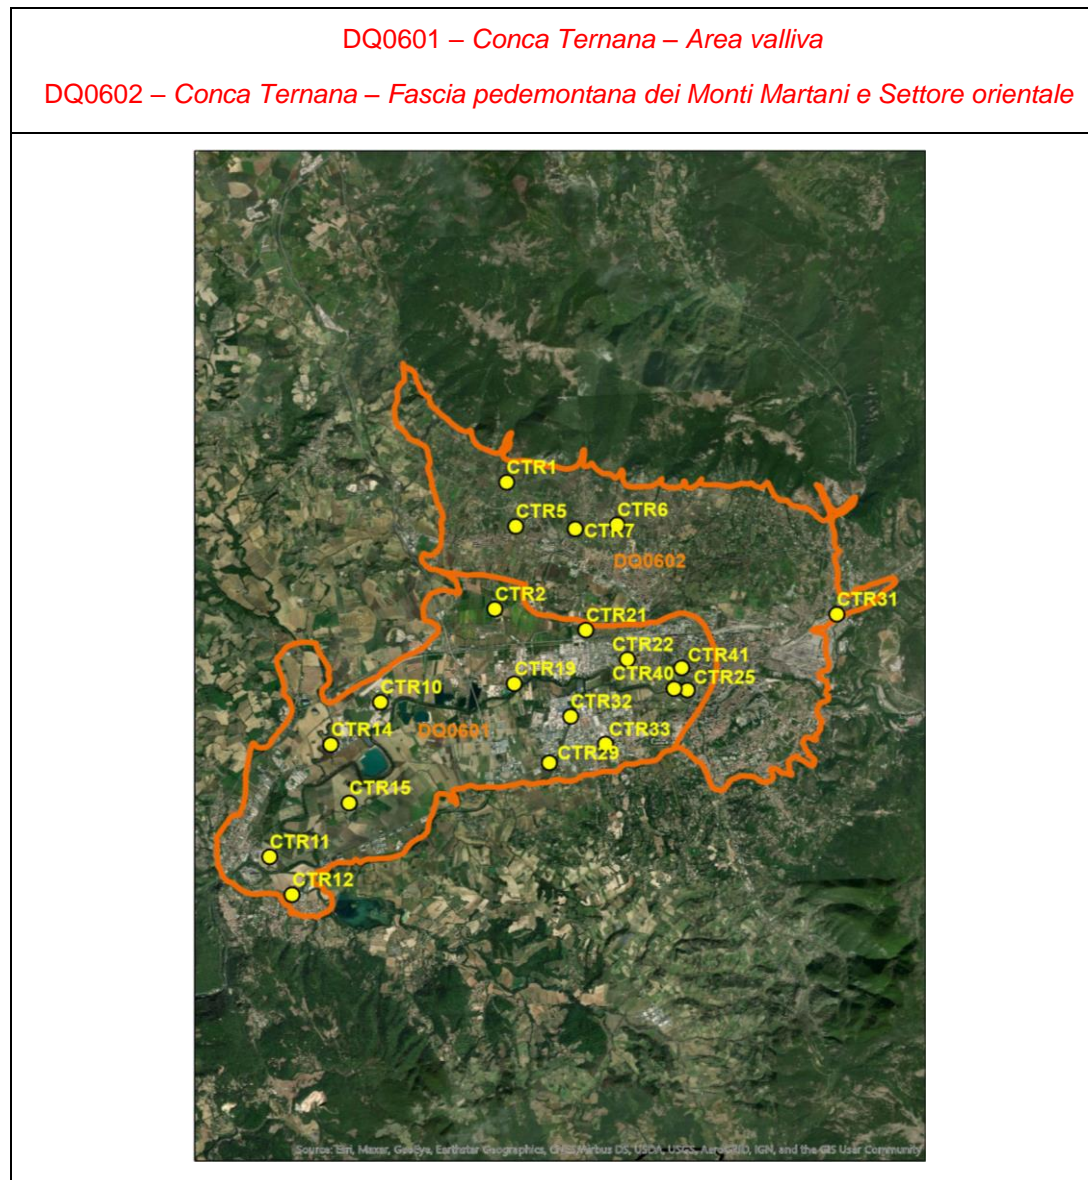 DQ0601 – Conca Ternana – Area valliva
DQ0602 – Conca Ternana – Fascia pedemontana dei Monti Martani e Settore orientale
CTR1
CTR5
CTR6
CTR7
DQ0602
CTR2
CTR31
CTR21
CTR22
CTR41
CTR19
CTR40
CTR25
CTR10
CTR32
DQ0601
CTR14
CTR33
CTR29
CTR15
CTR11
CTR12
Source: Esri, Maxar, GeoEye, Earthstar Geographics, CNES/Airbus DS, USDA, USGS, AeroGRID, IGN, and the GIS User Community